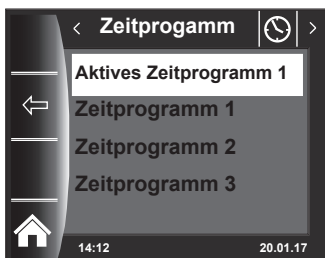 < Zeitprogamm >
Aktives Zeitprogramm 1
Zeitprogramm 1
Zeitprogramm 2
Zeitprogramm 3
14:12 20.01.17